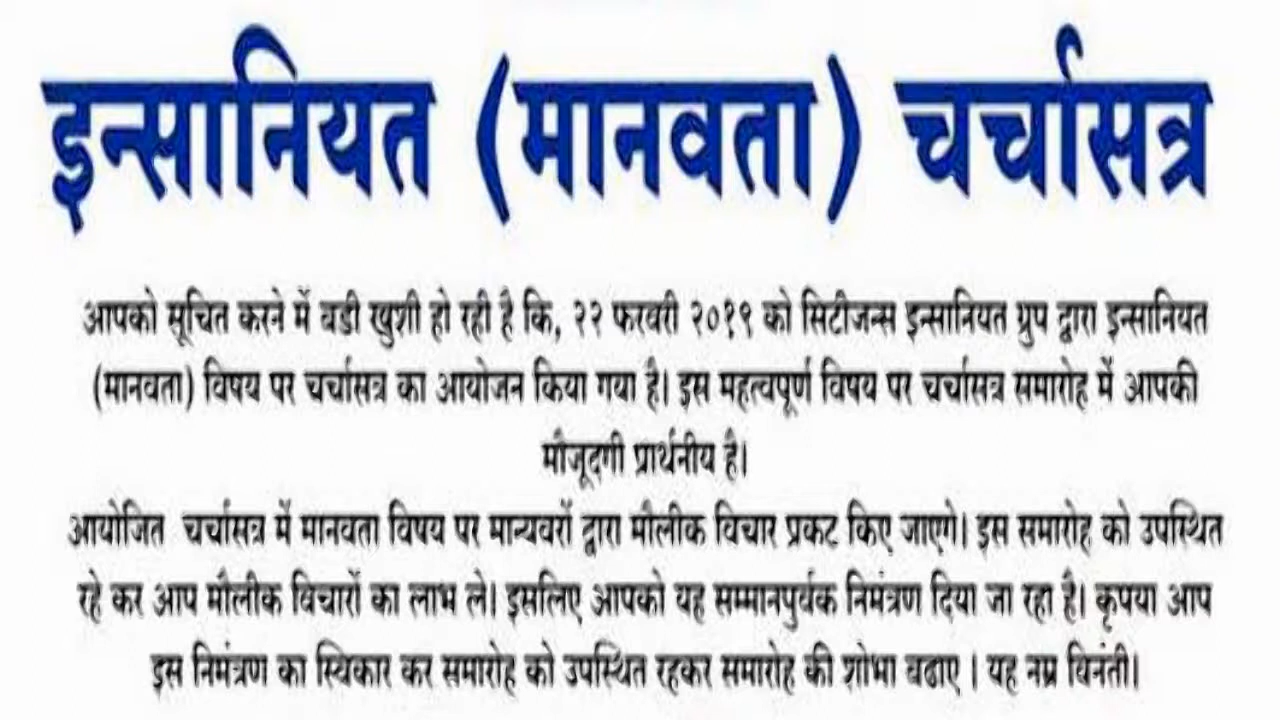 इन्सानियत (मानवता) चर्चासत्र
आपको सूचित करने में बडी खुशी हो रही है कि, २२ फरवरी २०१९ को सिटीजन्स इन्सानियत ग्रुप द्वारा इन्सानियत
(मानवता) विषय पर चर्चासत्र का आयोजन किया गया है। इस महत्वपूर्ण विषय पर चर्चासत्र समारोह में आपकी
मौजूदगी प्रार्थनीय है।
आयोजित चर्चासत्र में मानवता विषय पर मान्यवरों द्वारा मौलीक विचार प्रकट किए जाएगे। इस समारोह को उपस्थित
रहे कर आप मौलीक विचारों का लाभ ले। इसलिए आपको यह सम्मानपुर्वक निमंत्रण दिया जा रहा है। कृपया आप
इस निमंत्रण का स्विकार कर समारोह को उपस्थित रहकर समारोह की शोभा बढाए । यह नम्र विनंती।